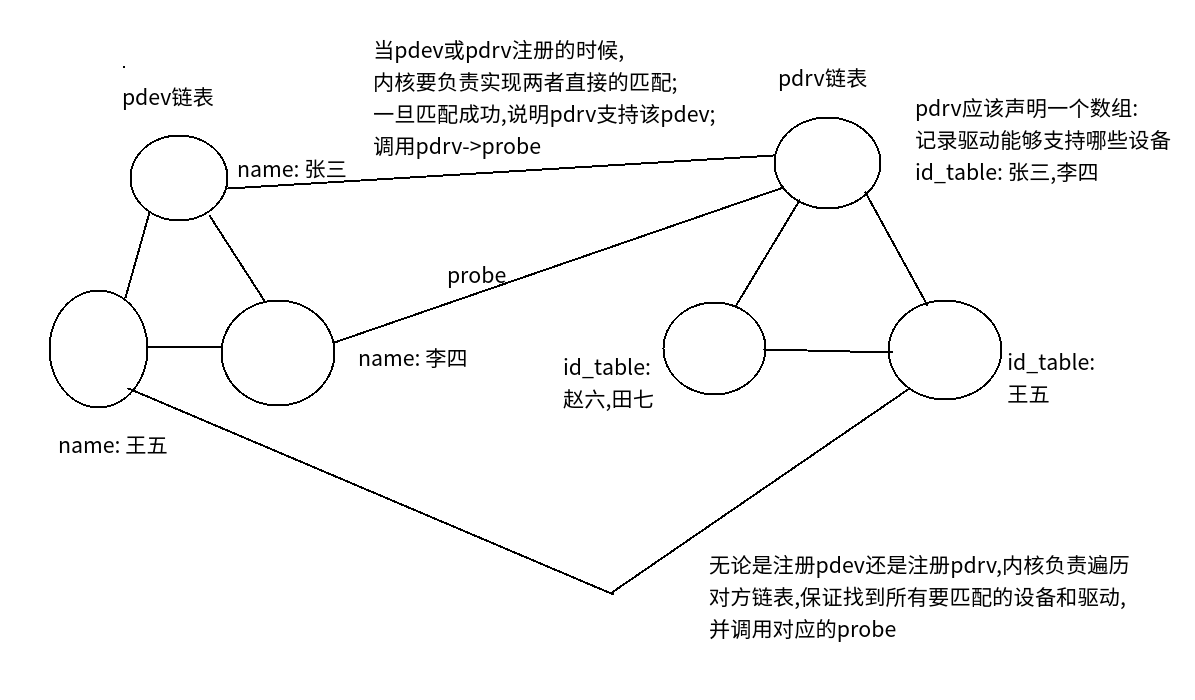 当pdev或pdrv注册的时候,
内核要负责实现两者直接的匹配;
一旦匹配成功,说明pdrv支持该pdev;
调用pdrv->probe
pdev链表
pdrv链表
pdrv应该声明一个数组:
记录驱动能够支持哪些设备
id_table: 张三,李四
name: 张三
probe
name: 李四
id_table:
赵六,田七
id_table:
王五
name: 王五
无论是注册pdev还是注册pdrv,内核负责遍历
对方链表,保证找到所有要匹配的设备和驱动,
并调用对应的probe